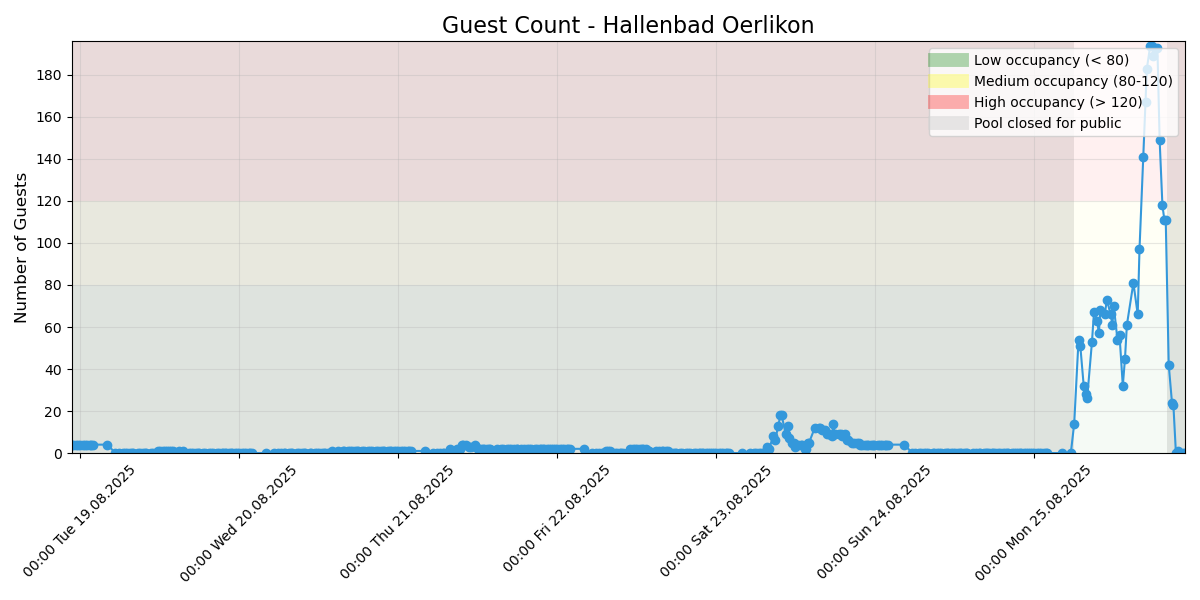 Guest Count - Hallenbad Oerlikon
Number of Guests
180
160
140
120
100
80
60
40
20
0
Low occupancy (< 80)
Medium occupancy (80-120)
High occupancy (> 120)
Pool closed for public
00:00 Tue 19.08.2025
00:00 Wed 20.08.2025
00:00 Thu 21.08.2025
00:00 Fri 22.08.2025
00:00 Sat 23.08.2025
00:00 Sun 24.08.2025
00:00 Mon 25.08.2025